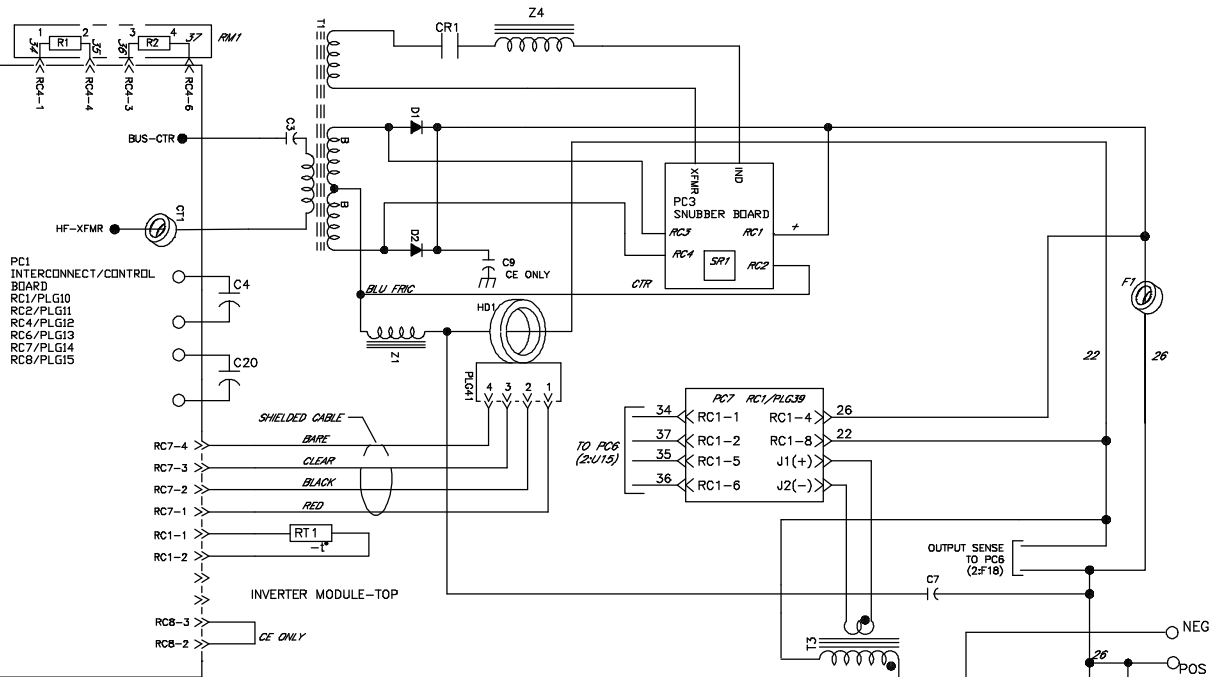 1 2 3 4 37 RM1
34 R1 35 36 R2
RC4-1 RC4-4 RC4-3 RC4-6
T1
CR1
Z4
BUS-CTR
C3
B
B
D1
D2
HF-XFMR
CT1
XFMR IND
PC3
SNUBBER BOARD
RC3 RC1 +
RC4 SR1 RC2
C9
CE ONLY
BLU FRIC
CTR
PC1
INTERCONNECT/CONTROL
BOARD
RC1/PLG10
RC2/PLG11
RC4/PLG12
RC6/PLG13
RC7/PLG14
RC8/PLG15
C4
C20
HD1
Z1
PLG41
4 3 2 1
F1
22
26
SHIELDED CABLE
RC7-4 BARE
RC7-3 CLEAR
RC7-2 BLACK
RC7-1 RED
RC1-1 RT1
-t°
RC1-2
INVERTER MODULE-TOP
RC8-3
CE ONLY
RC8-2
PC7 RC1/PLG39
34 RC1-1 RC1-4 26
37 RC1-2 RC1-8 22
35 RC1-5 J1(+)
36 RC1-6 J2(-)
TO PC6
(2:U15)
OUTPUT SENSE
TO PC6
(2:F18)
C7
T3
NEG
26
POS